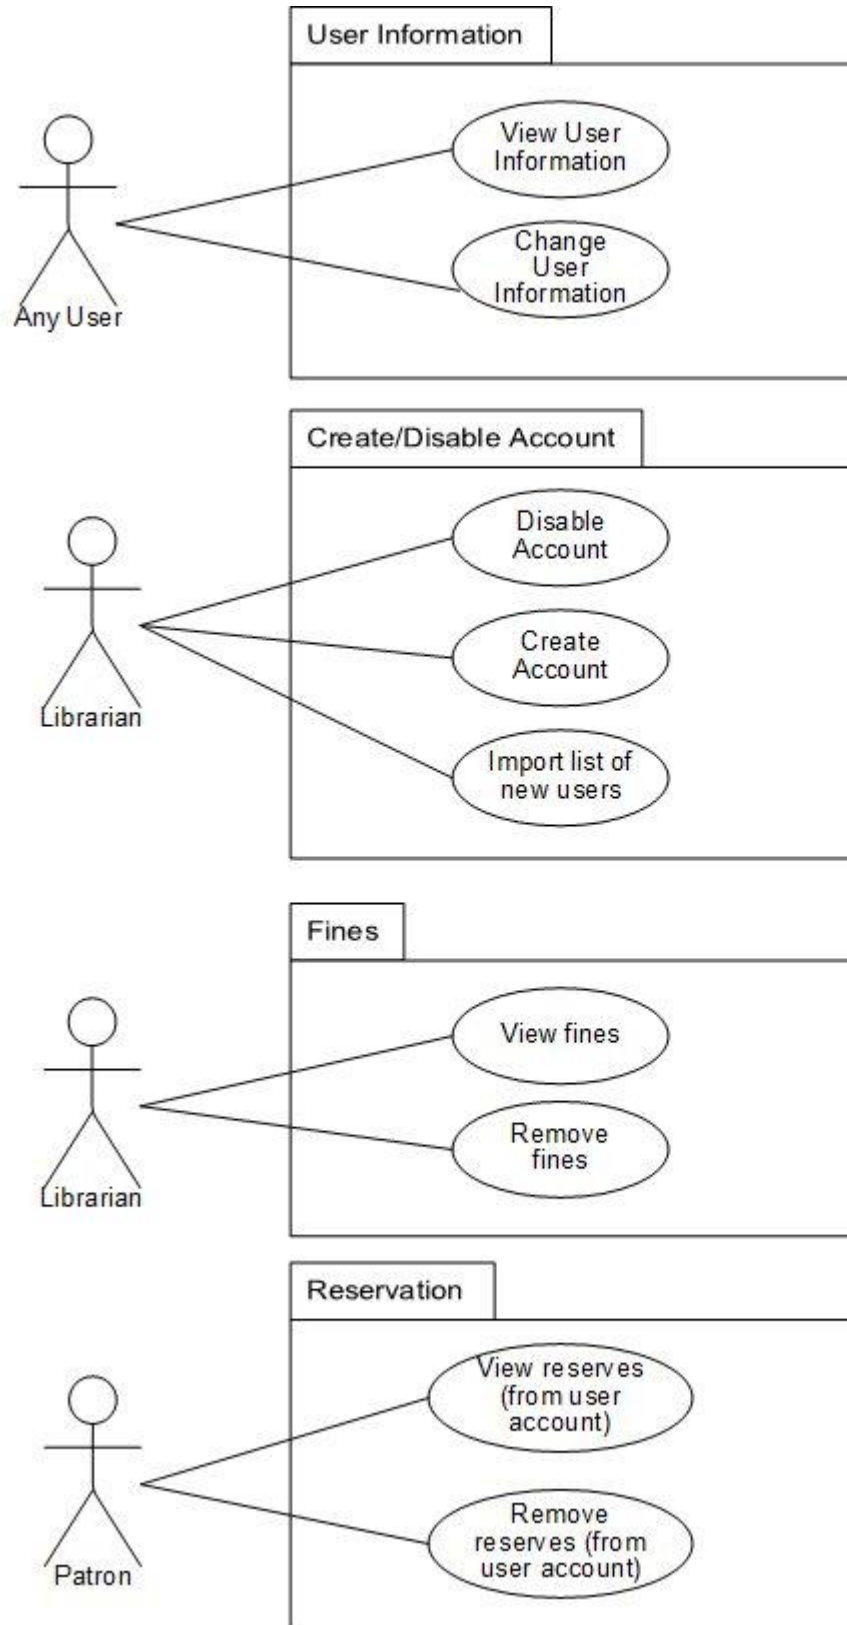 User Information
View User
Information
Change
User
Information
Any User
Create/Disable Account
Disable
Account
Create
Account
Import list of
new users
Librarian
Fines
View fines
Remove
fines
Librarian
Reservation
View reserves
(from user
account)
Remove
reserves (from
user account)
Patron